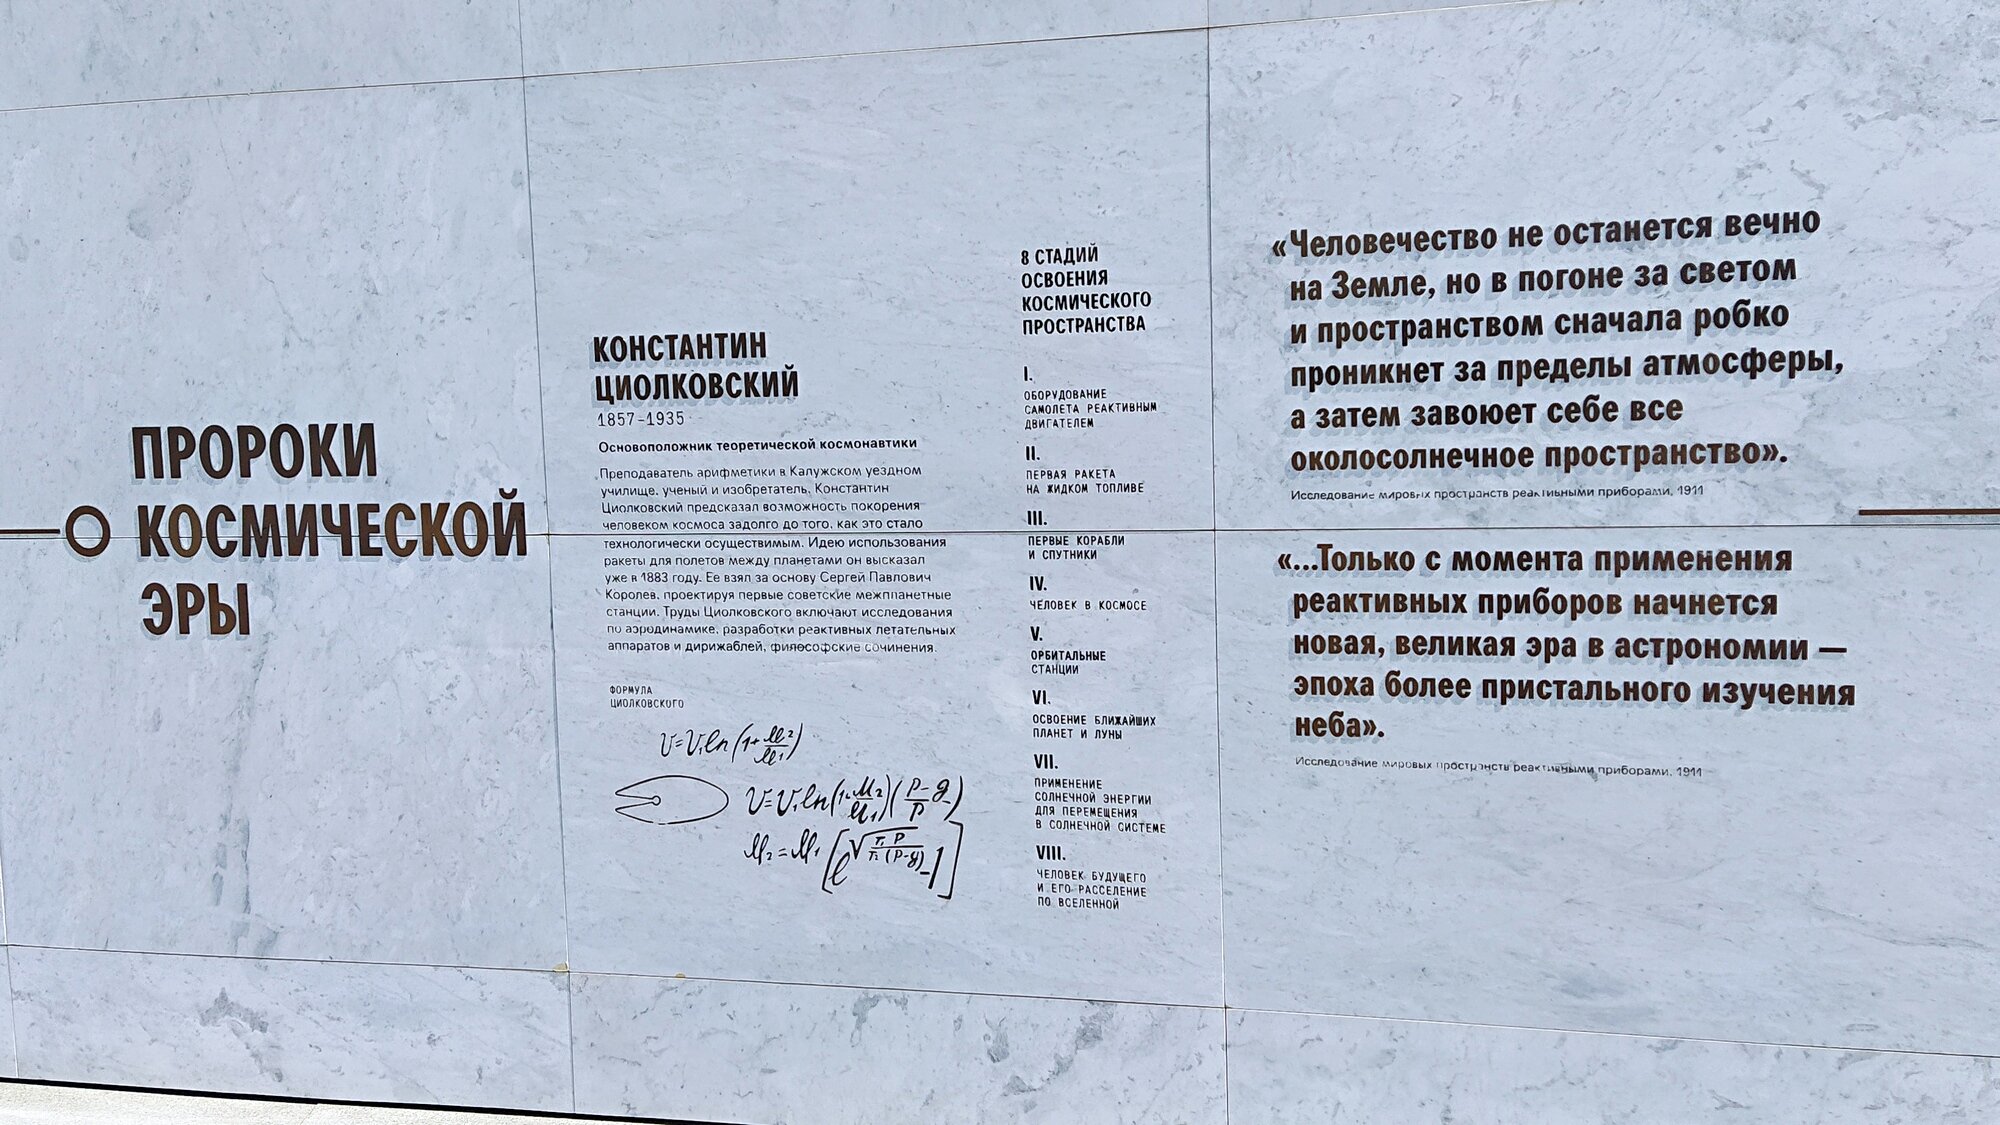 ПРОРОКИ
КОСМИЧЕСКОЙ
ЭРЫ
КОНСТАНТИН
ЦИОЛКОВСКИЙ
1857–1935
Основоположник теоретической космонавтики
Преподаватель арифметики в Калужском уездном
училище, ученый и изобретатель, Константин
Циолковский предсказал возможность покорения
человеком космоса задолго до того, как это стало
технологически осуществимым. Идею использования
ракеты для полетов между планетами он высказал
уже в 1883 году. Ее взял за основу Сергей Павлович
Королев, проектируя первые советские межпланетные
станции. Труды Циолковского включают исследования
по аэродинамике, разработки реактивных летательных
аппаратов и дирижаблей, философские сочинения.
ФОРМУЛА
ЦИОЛКОВСКОГО
V=V₁ln(1+M₂/M₁)
V=V₁ln(1+M₂/M₁)(P-g/P)
8 СТАДИЙ
ОСВОЕНИЯ
КОСМИЧЕСКОГО
ПРОСТРАНСТВА
I.
ОБОРУДОВАНИЕ
САМОЛЕТА РЕАКТИВНЫМ
ДВИГАТЕЛЕМ
II.
ПЕРВАЯ РАКЕТА
НА ЖИДКОМ ТОПЛИВЕ
III.
ПЕРВЫЕ КОРАБЛИ
И СПУТНИКИ
IV.
ЧЕЛОВЕК В КОСМОСЕ
V.
ОРБИТАЛЬНЫЕ
СТАНЦИИ
VI.
ОСВОЕНИЕ БЛИЖАЙШИХ
ПЛАНЕТ И ЛУНЫ
VII.
ПРИМЕНЕНИЕ
СОЛНЕЧНОЙ ЭНЕРГИИ
ДЛЯ ПЕРЕМЕЩЕНИЯ
В СОЛНЕЧНОЙ СИСТЕМЕ
VIII.
ЧЕЛОВЕК БУДУЩЕГО
И ЕГО РАССЕЛЕНИЕ
ПО ВСЕЛЕННОЙ
«Человечество не останется вечно
на Земле, но в погоне за светом
и пространством сначала робко
проникнет за пределы атмосферы,
а затем завоюет себе все
околосолнечное пространство».
Исследование мировых пространств реактивными приборами, 1911
«...Только с момента применения
реактивных приборов начнется
новая, великая эра в астрономии —
эпоха более пристального изучения
неба».
Исследование мировых пространств реактивными приборами, 1911